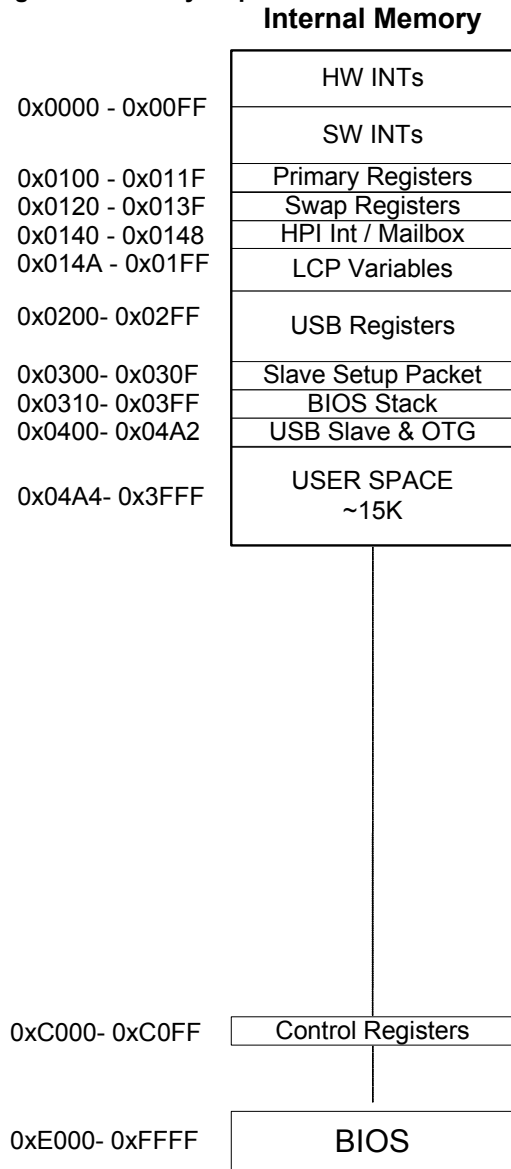 Internal Memory
HW INTs
0x0000 - 0x00FF
SW INTs
0x0100 - 0x011F Primary Registers
0x0120 - 0x013F Swap Registers
0x0140 - 0x0148 HPI Int / Mailbox
0x014A - 0x01FF LCP Variables
0x0200- 0x02FF USB Registers
0x0300- 0x030F Slave Setup Packet
0x0310- 0x03FF BIOS Stack
0x0400- 0x04A2 USB Slave & OTG
0x04A4- 0x3FFF USER SPACE
~15K
0xC000- 0xC0FF Control Registers
0xE000- 0xFFFF BIOS